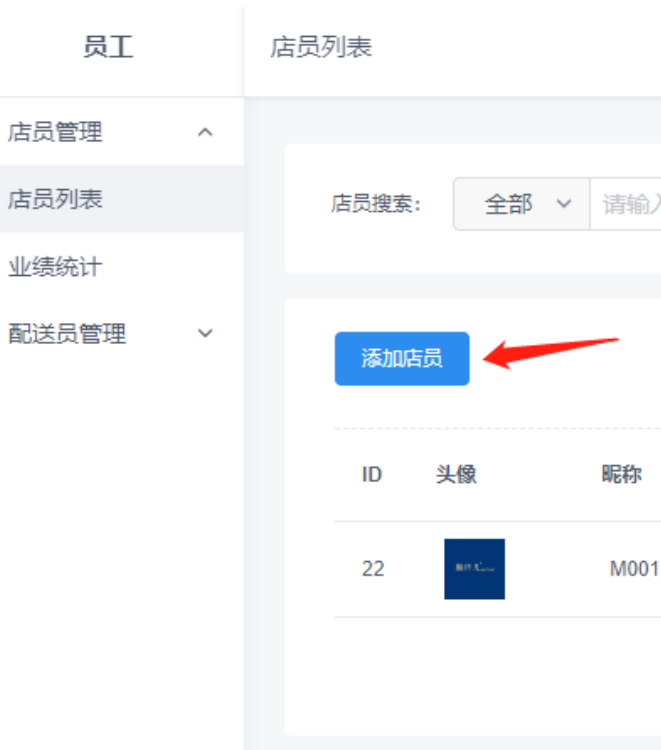 员工
店员列表
店员管理
店员列表
业绩统计
配送员管理
店员搜索:
全部
请输入
添加店员
ID 头像 昵称
22 M001